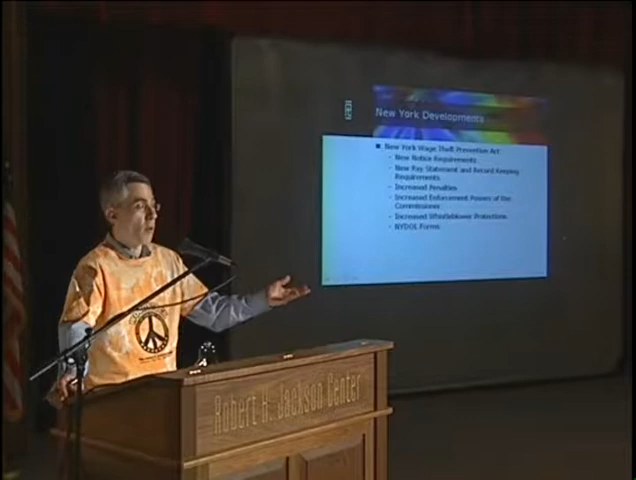 New York Developments
New York Wage Theft Prevention Act
- New Notice Requirements
- New Pay Statement and Record Keeping
Requirements
- Increased Penalties
- Increased Enforcement Powers of the
Commissioner
- Increased Whistleblower Protections
- NYDOL Forms
Robert H. Jackson Center